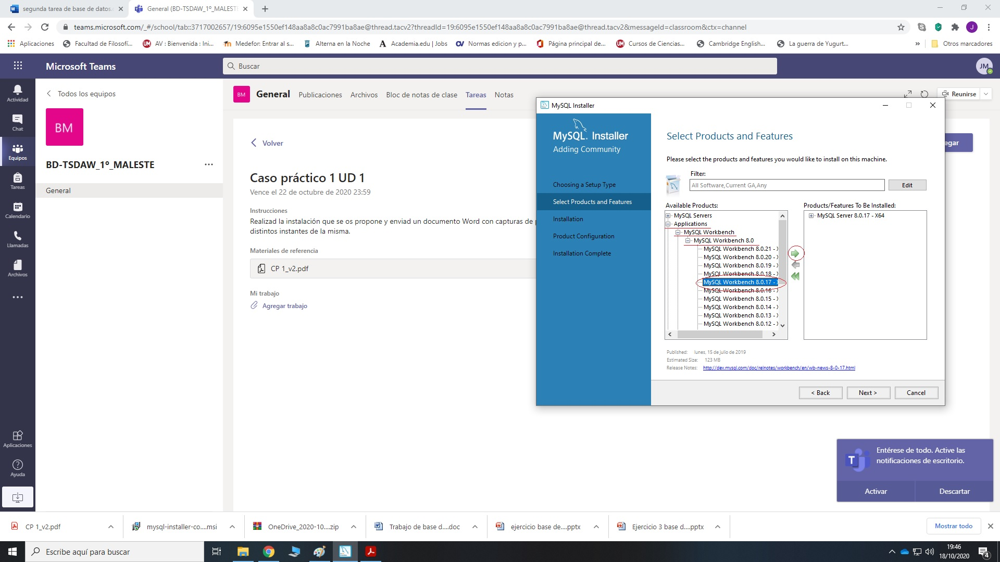 segunda tarea de base de datos.
General (BD-TSDAW_1º_MALESTE
teams.microsoft.com/_#/school/tab::3717002657/19:6095e1550ef148aa8a8c0ac7991ba8ae@thread.tacv2?threadId=19:6095e1550ef148aa8a8c0ac7991ba8ae@thread.tacv2&messageId=classroom&ctx=channel
J
Aplicaciones
Facultad de Filosofí...
AV : Bienvenida : Ini...
Medefor: Entrar al s...
Alterna en la Noche
Academia.edu | Jobs
Normas edicion y p...
Página principal de...
Cursos de Ciencias...
Cambridge English...
La guerra de Yugurt...
»
Otros marcadores
Microsoft Teams
Buscar
JM
Actividad
Chat
Equipos
Tareas
Calendario
Llamadas
Archivos
Aplicaciones
Ayuda
Todos los equipos
BM
BD-TSDAW_1º_MALESTE
General
BM
General
Publicaciones
Archivos
Bloc de notas de clase
Tareas
Notas
Reunirse
Volver
egar
Caso práctico 1 UD 1
Vence el 22 de octubre de 2020 23:59
Instrucciones
Realizad la instalación que se os propone y enviad un documento Word con capturas de p
distintos instantes de la misma.
Materiales de referencia
CP 1_v2.pdf
Mi trabajo
Agregar trabajo
MySQL Installer
MySQL. Installer
Adding Community
Choosing a Setup Type
Select Products and Features
Installation
Product Configuration
Installation Complete
Select Products and Features
Please select the products and features you would like to install on this machine.
Filter:
All Software,Current GA,Any
Edit
Available Products:
MySQL Servers
Applications
MySQL Workbench
MySQL Workbench 8.0
MySQL Workbench 8.0.21 - X
MySQL Workbench 8.0.20 - X
MySQL Workbench 8.0.19 - X
MySQL Workbench 8.0.18 - X
MySQL Workbench 8.0.17 - X
MySQL Workbench 8.0.16 - X
MySQL Workbench 8.0.15 - X
MySQL Workbench 8.0.14 - X
MySQL Workbench 8.0.13 - X
MySQL Workbench 8.0.12 - X
Products/Features To Be Installed:
MySQL Server 8.0.17 - X64
Published: lunes, 15 de julio de 2019
Estimated Size: 123 MB
Release Notes: http://dev.mysql.com/doc/relnotes/workbench/en/wb-news-8-0-17.html
< Back
Next >
Cancel
T
Entérese de todo. Active las
notificaciones de escritorio.
Activar
Descartar
CP 1_v2.pdf
mysql-installer-co....msi
OneDrive_2020-10....zip
Trabajo de base d....doc
ejercicio base de....pptx
Ejercicio 3 base d....pptx
Mostrar todo
Escribe aquí para buscar
19:46
18/10/2020
4